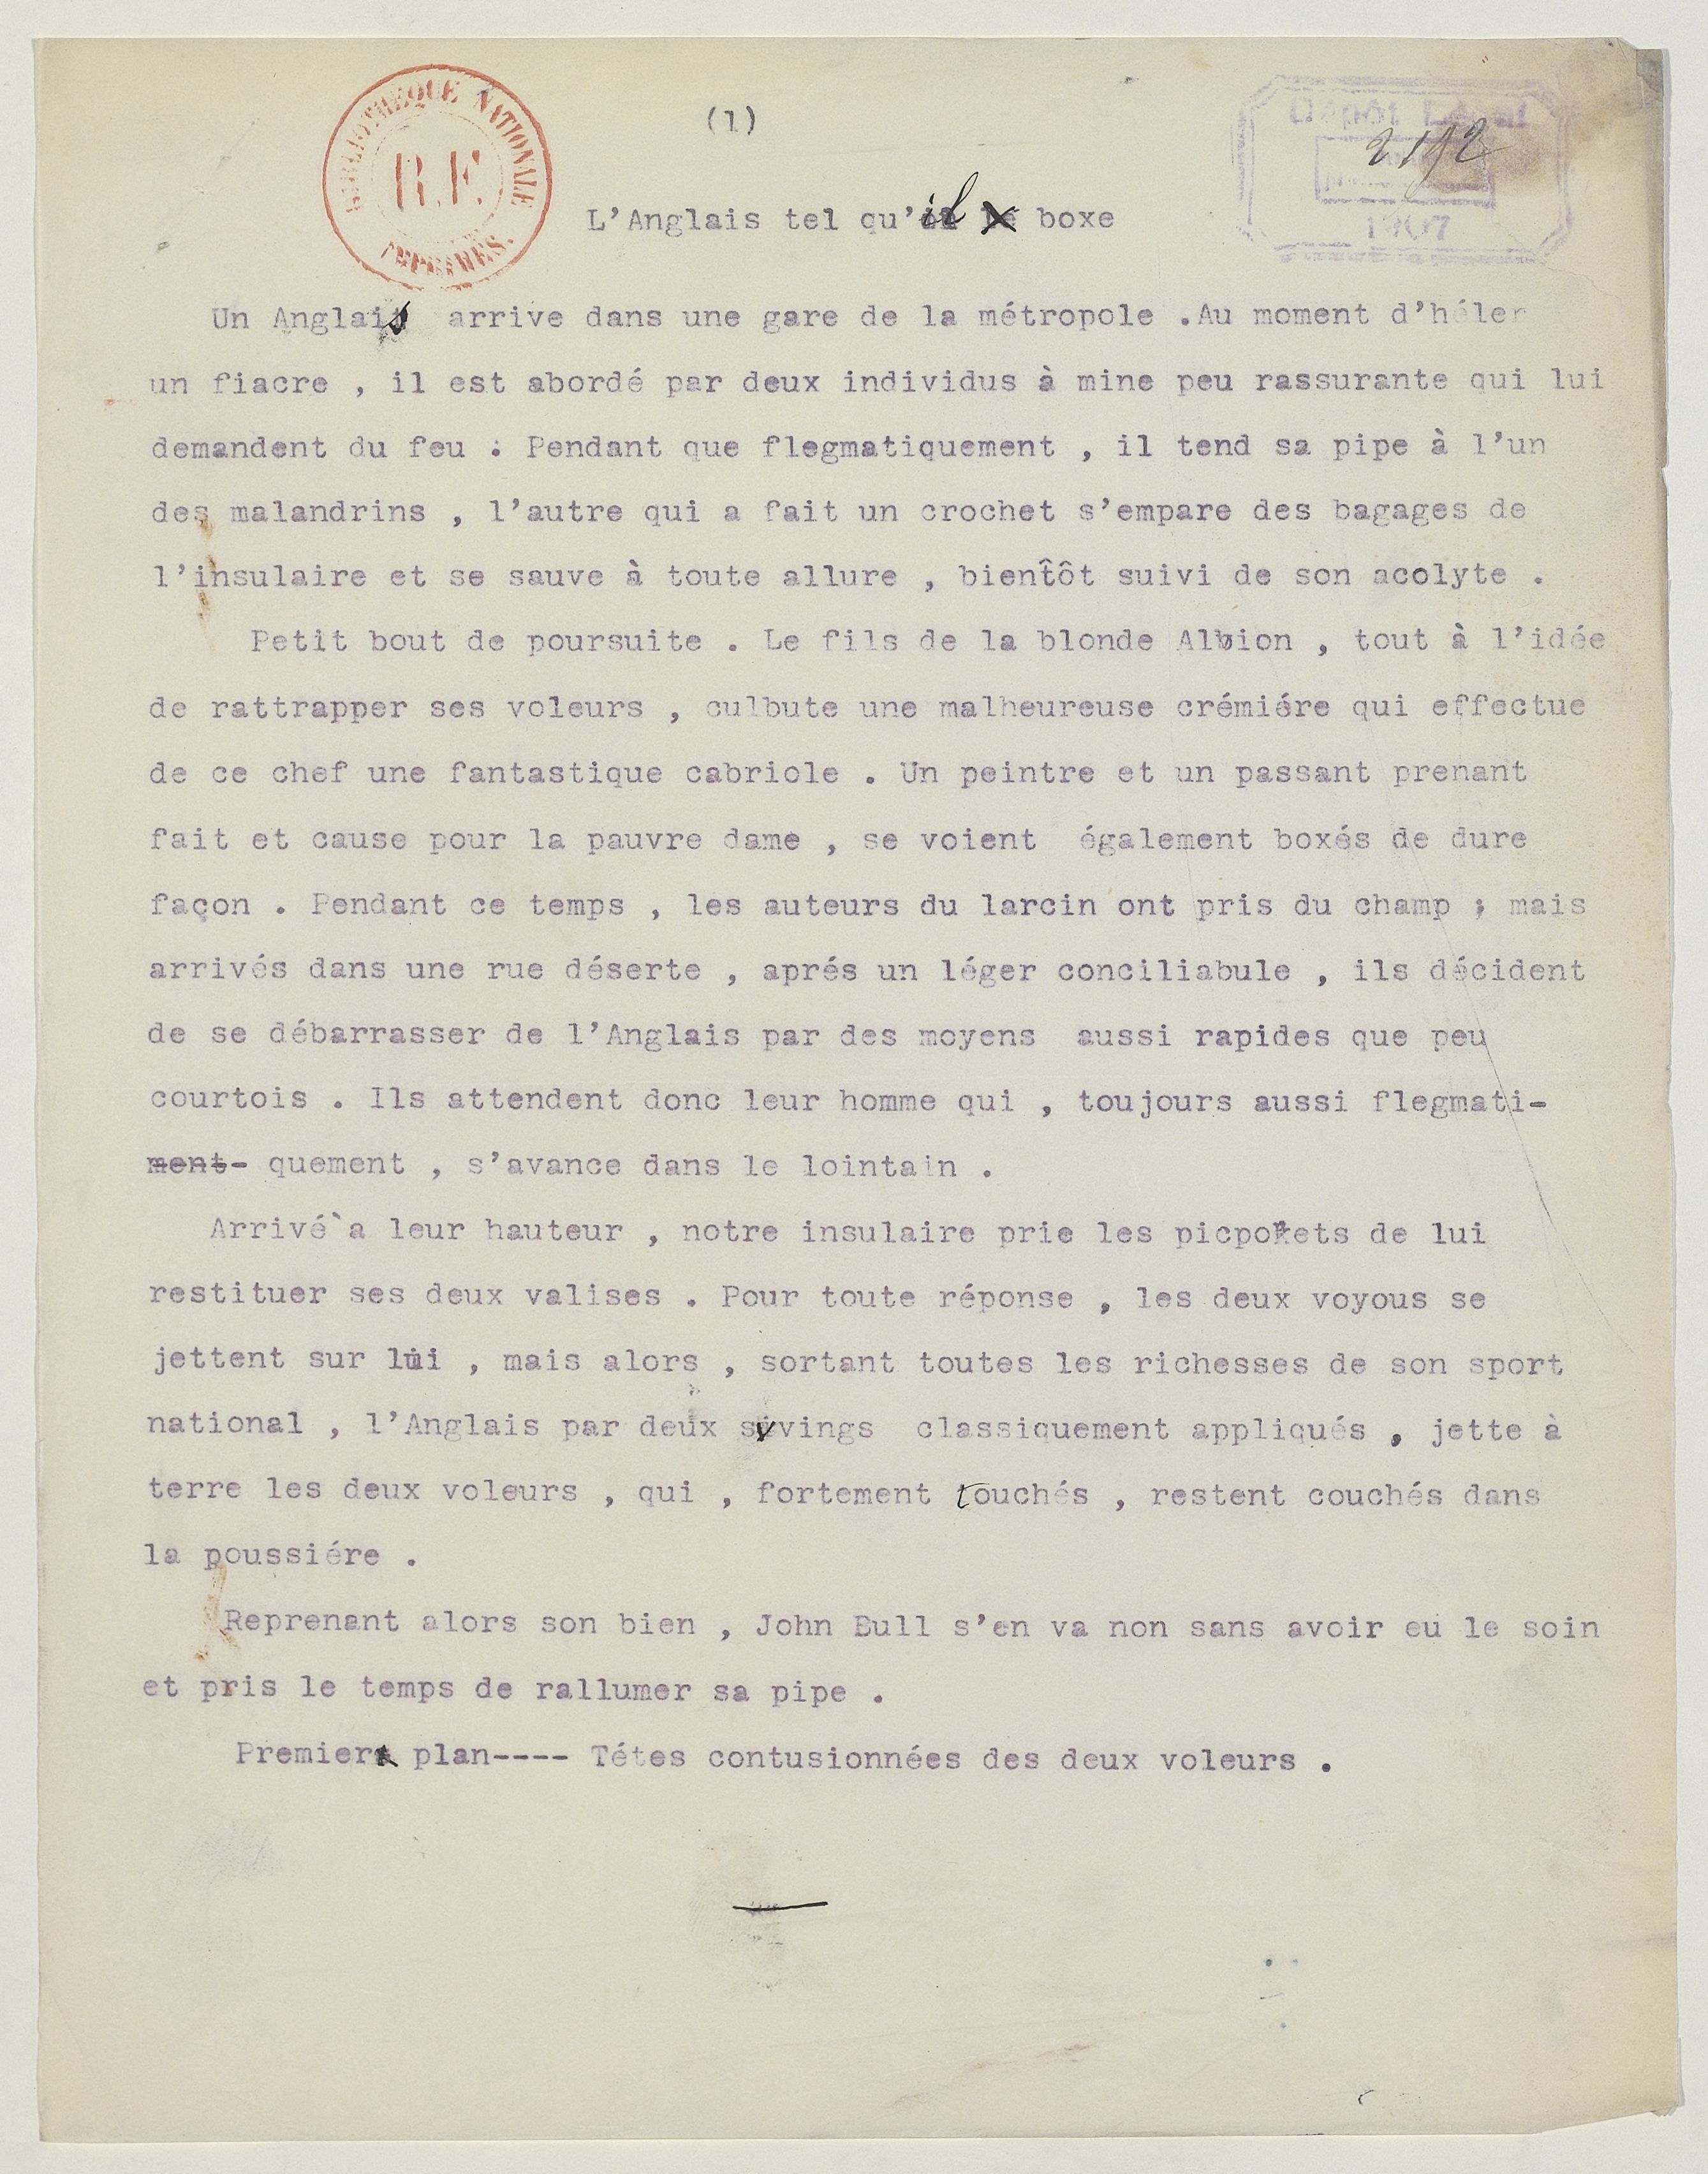 BIBLIOTHEQUE NATIONALE
R.F.
IMPRIMÉS.
(1)
Dépôt Légal
2192
1907
L'Anglais tel qu'il boxe
Un Anglais arrive dans une gare de la métropole .Au moment d'héler
un fiacre , il est abordé par deux individus à mine peu rassurante qui lui
demandent du feu : Pendant que flegmatiquement , il tend sa pipe à l'un
des malandrins , l'autre qui a fait un crochet s'empare des bagages de
l'insulaire et se sauve à toute allure , bientôt suivi de son acolyte .
Petit bout de poursuite . Le fils de la blonde Albion , tout à l'idée
de rattrapper ses voleurs , culbute une malheureuse crémiére qui effectue
de ce chef une fantastique cabriole . Un peintre et un passant prenant
fait et cause pour la pauvre dame , se voient également boxés de dure
façon . Pendant ce temps , les auteurs du larcin ont pris du champ ; mais
arrivés dans une rue déserte , aprés un léger conciliabule , ils décident
de se débarrasser de l'Anglais par des moyens aussi rapides que peu
courtois . Ils attendent donc leur homme qui , toujours aussi flegmati-
ment- quement , s'avance dans le lointain .
Arrivé`a leur hauteur , notre insulaire prie les picpokets de lui
restituer ses deux valises . Pour toute réponse , les deux voyous se
jettent sur lui , mais alors , sortant toutes les richesses de son sport
national , l'Anglais par deux svvings classiquement appliqués , jette à
terre les deux voleurs , qui , fortement touchés , restent couchés dans
la poussiére .
Reprenant alors son bien , John Bull s'en va non sans avoir eu le soin
et pris le temps de rallumer sa pipe .
Premier plan---- Tétes contusionnées des deux voleurs .